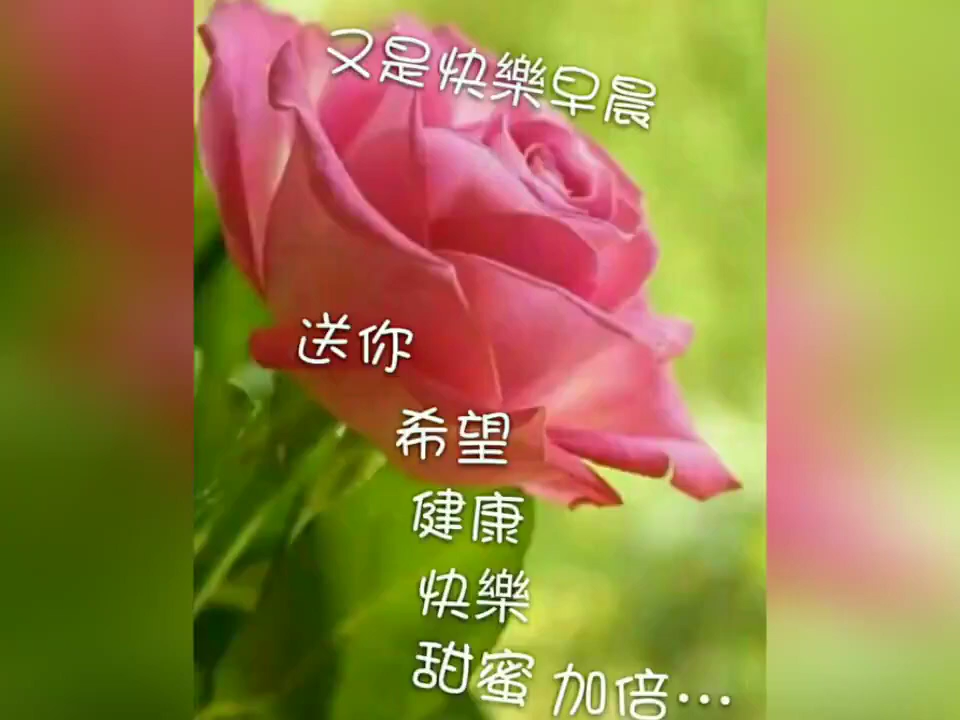 又是快樂早晨
送你
希望
健康
快樂
甜蜜加倍…